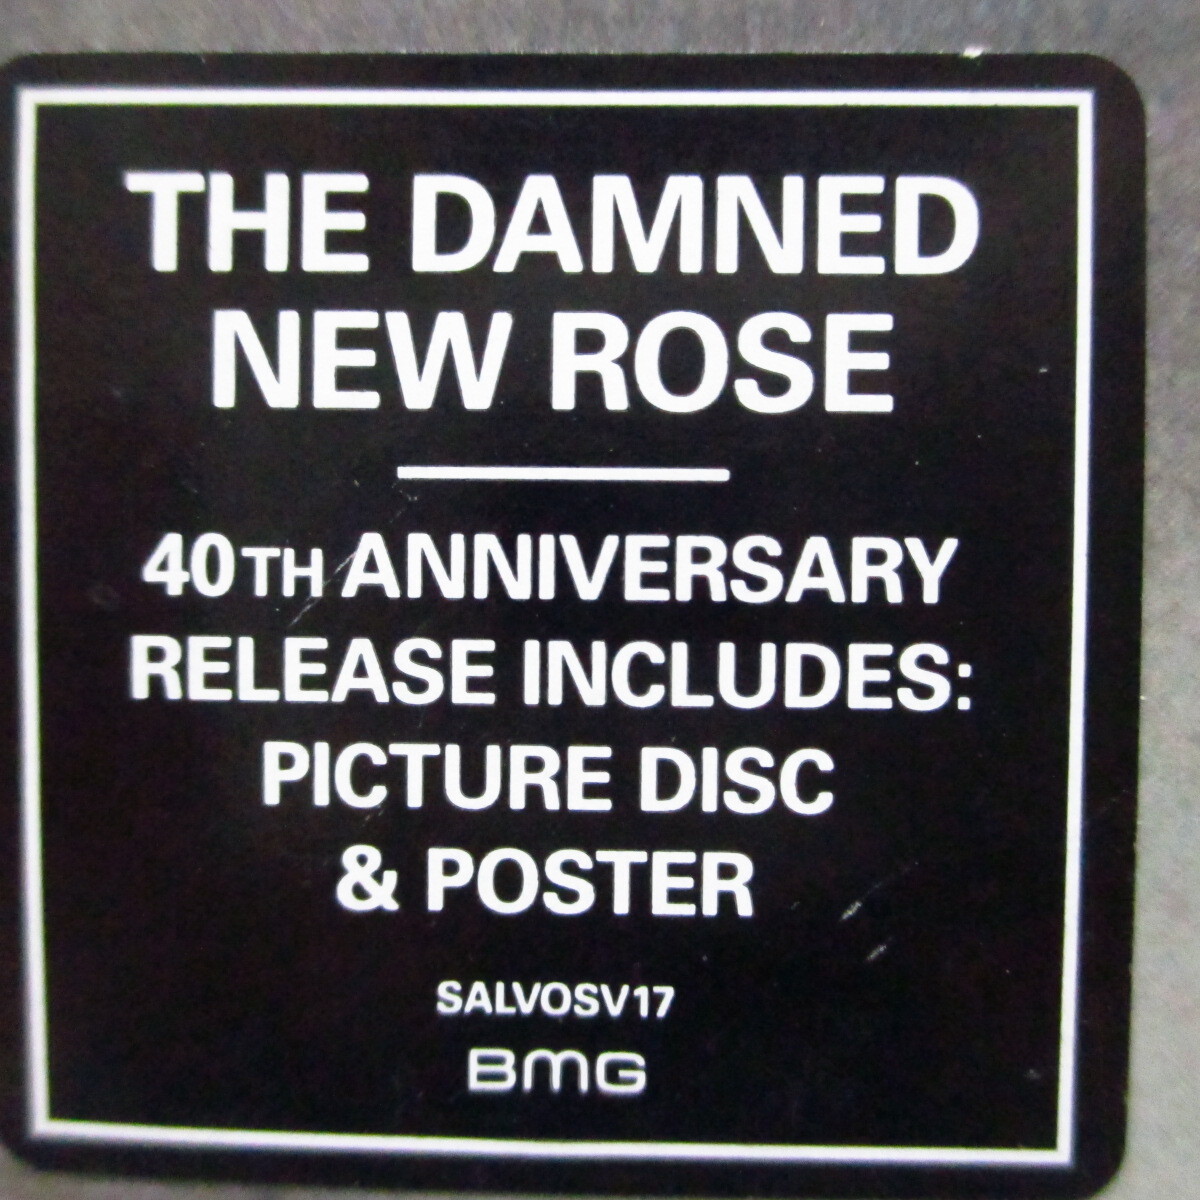 THE DAMNED
NEW ROSE
40TH ANNIVERSARY
RELEASE INCLUDES:
PICTURE DISC
& POSTER
SALVOSV17
BMG